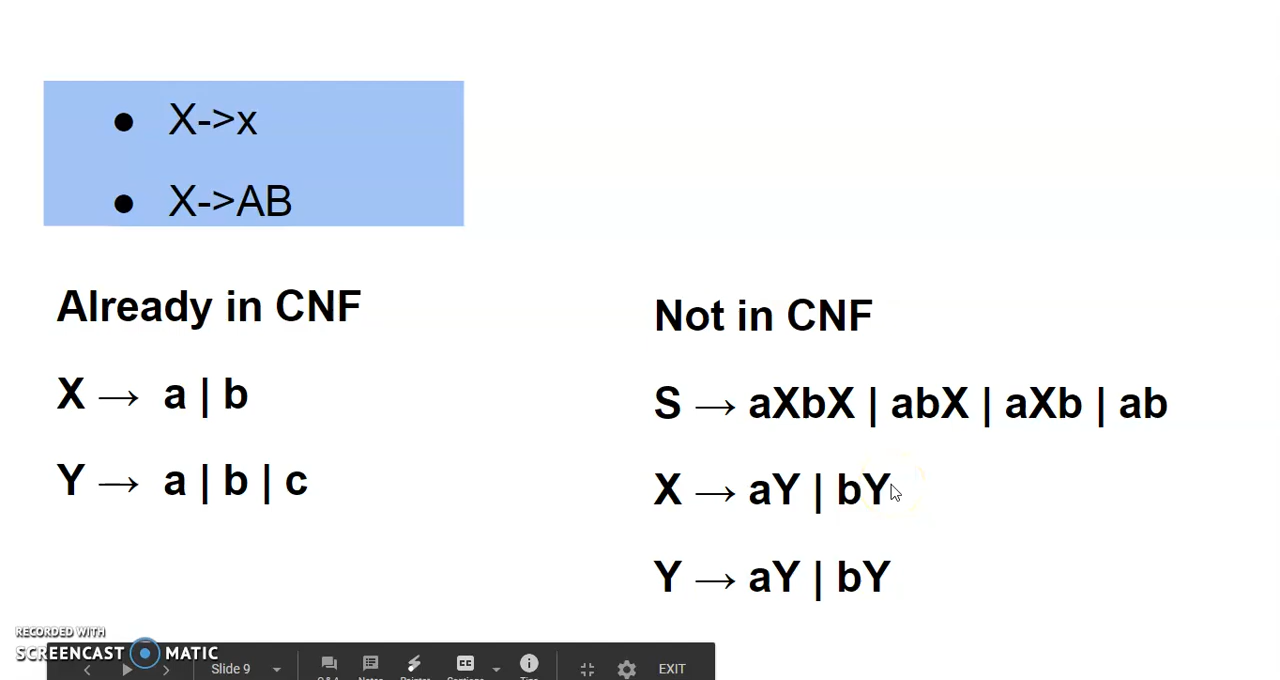 ● X->x
● X->AB
Already in CNF
X → a | b
Y → a | b | c
Not in CNF
S → aXbX | abX | aXb | ab
X → aY | bY
Y → aY | bY
RECORDED WITH
SCREENCAST MATIC
Slide 9
EXIT